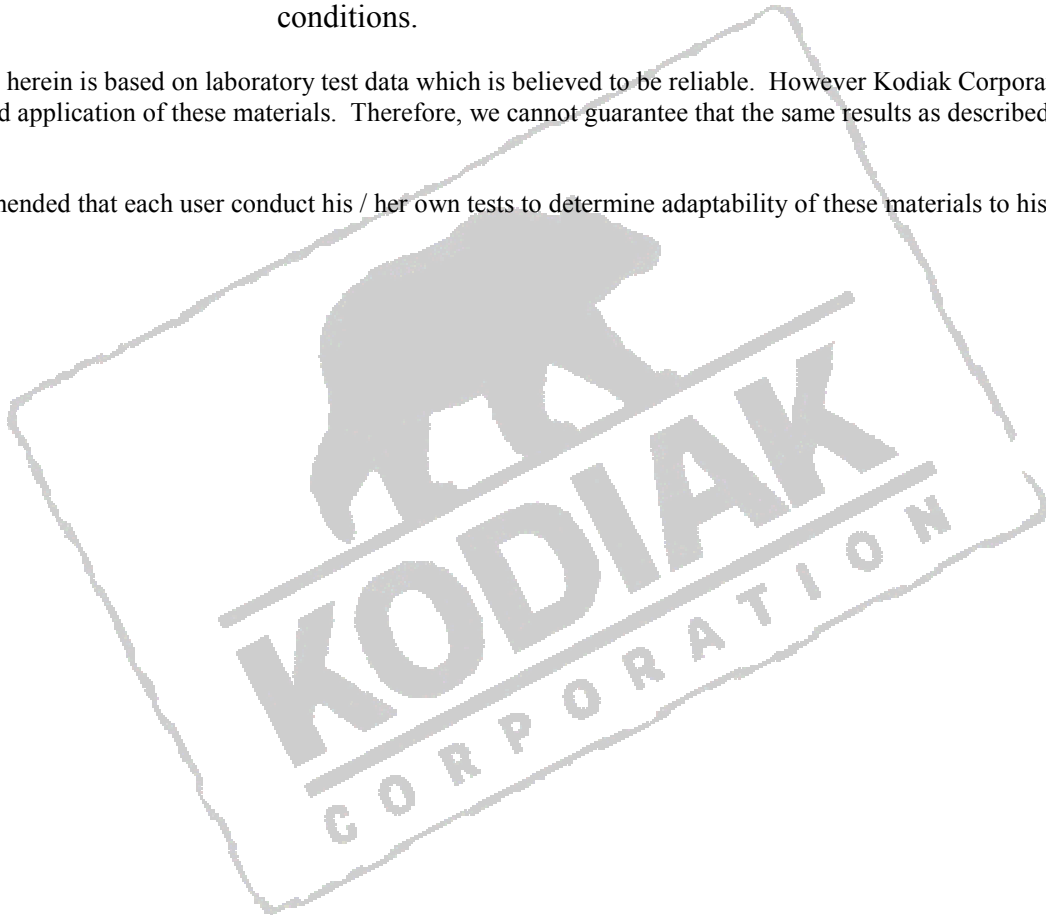 conditions.
herein is based on laboratory test data which is believed to be reliable. However Kodiak Corpora
d application of these materials. Therefore, we cannot guarantee that the same results as described
nended that each user conduct his / her own tests to determine adaptability of these materials to his
KODIAK
CORPORATION